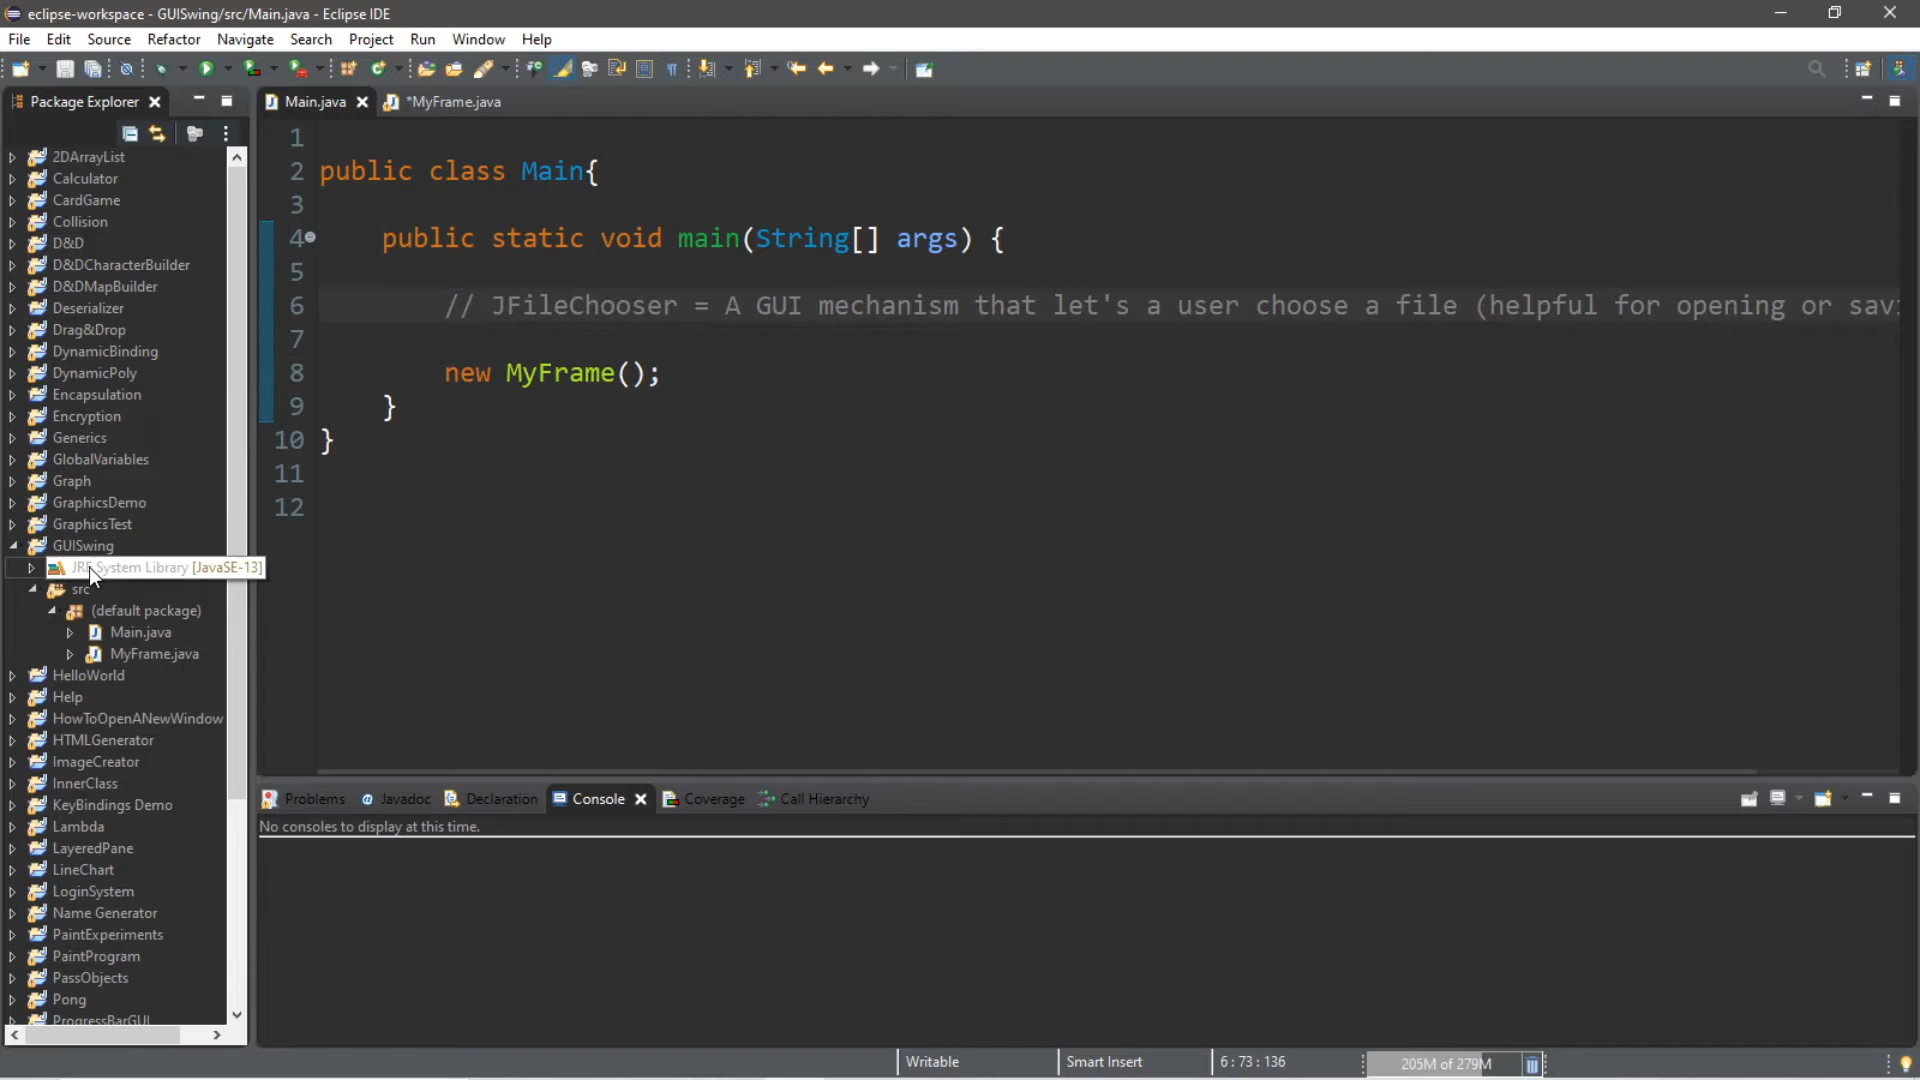 eclipse-workspace - GUISwing/src/Main.java - Eclipse IDE
File Edit Source Refactor Navigate Search Project Run Window Help
Package Explorer
Main.java *MyFrame.java
2DArrayList
Calculator
CardGame
Collision
D&D
D&DCharacterBuilder
D&DMapBuilder
Deserializer
Drag&Drop
DynamicBinding
DynamicPoly
Encapsulation
Encryption
Generics
GlobalVariables
Graph
GraphicsDemo
GraphicsTest
GUISwing
JRE System Library [JavaSE-13]
src
(default package)
Main.java
MyFrame.java
HelloWorld
Help
HowToOpenANewWindow
HTMLGenerator
ImageCreator
InnerClass
KeyBindings Demo
Lambda
LayeredPane
LineChart
LoginSystem
Name Generator
PaintExperiments
PaintProgram
PassObjects
Pong
ProgressBarGUI
1
2 public class Main{
3
4 public static void main(String[] args) {
5
6 // JFileChooser = A GUI mechanism that let's a user choose a file (helpful for opening or savi
7
8 new MyFrame();
9 }
10 }
11
12
Problems Javadoc Declaration Console Coverage Call Hierarchy
No consoles to display at this time.
Writable Smart Insert 6 : 73 : 136 205M of 279M